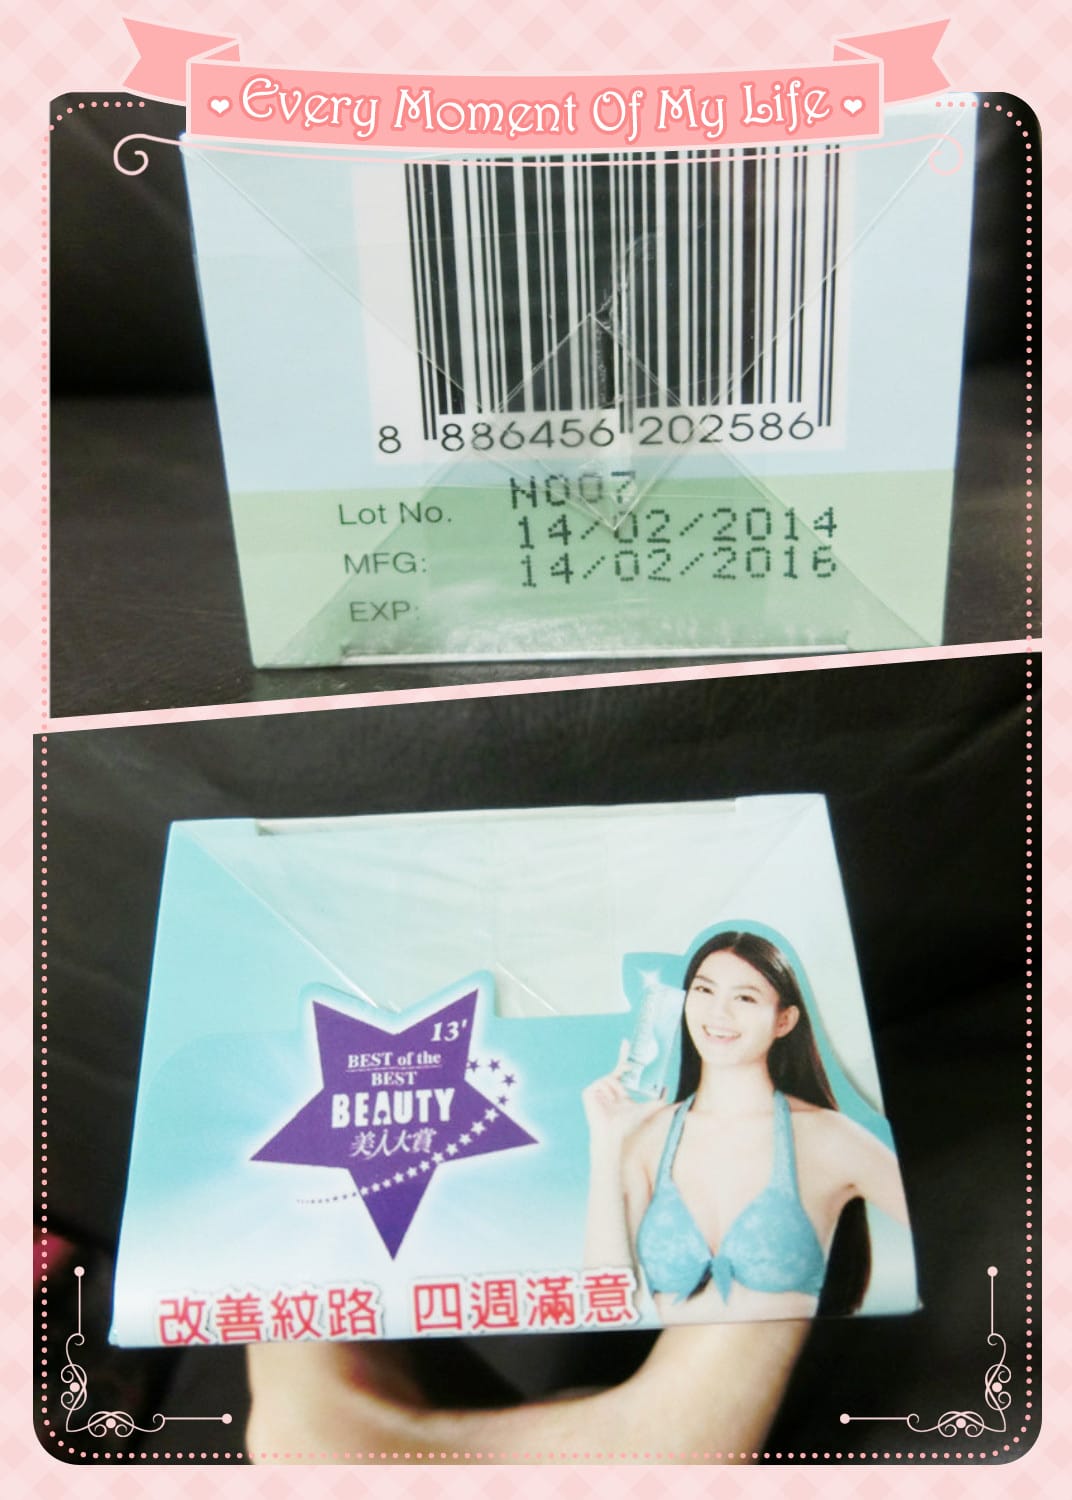 Every Moment Of My Life
8 886456 202586
Lot No. N007
MFG: 14/02/2014
EXP: 14/02/2016
13'
BEST of the
BEST
BEAUTY
美人大賞
改善紋路 四週滿意